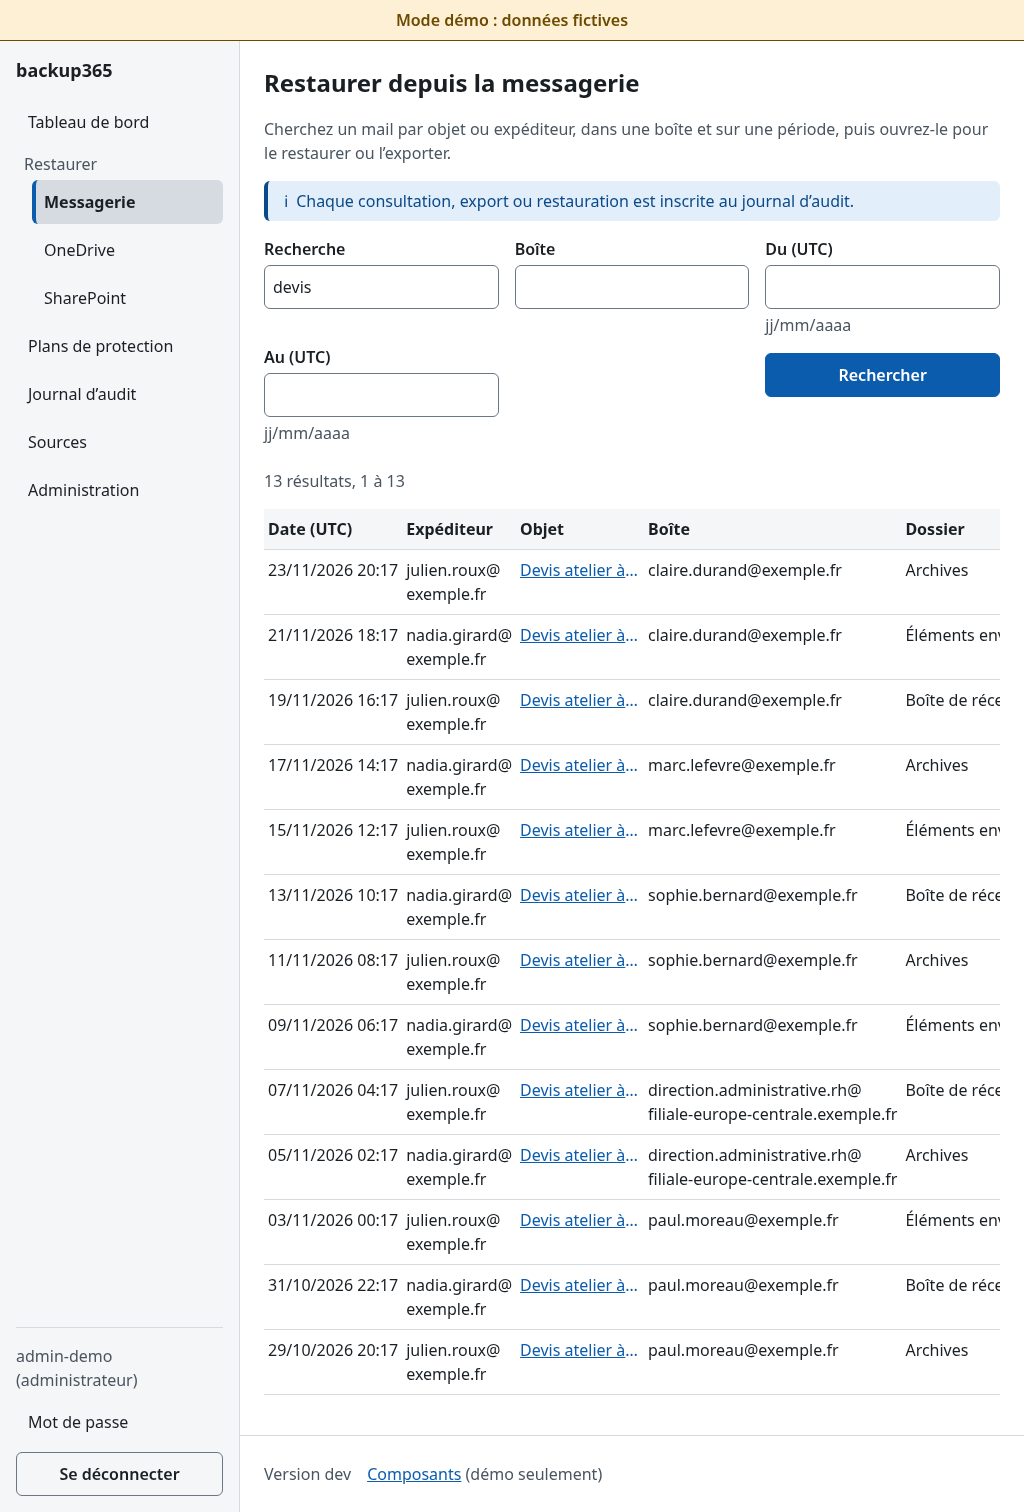 Mode démo : données fictives
backup365
Tableau de bord
Restaurer
Messagerie
OneDrive
SharePoint
Plans de protection
Journal d’audit
Sources
Administration
admin-demo
(administrateur)
Mot de passe
Se déconnecter
Restaurer depuis la messagerie
Cherchez un mail par objet ou expéditeur, dans une boîte et sur une période, puis ouvrez-le pour
le restaurer ou l’exporter.
i Chaque consultation, export ou restauration est inscrite au journal d’audit.
Recherche Boîte Du (UTC)
devis
jj/mm/aaaa
Au (UTC)
Rechercher
jj/mm/aaaa
13 résultats, 1 à 13
Date (UTC) Expéditeur Objet Boîte Dossier
23/11/2026 20:17 julien.roux@ Devis atelier à… claire.durand@exemple.fr Archives
exemple.fr
21/11/2026 18:17 nadia.girard@ Devis atelier à… claire.durand@exemple.fr Éléments env
exemple.fr
19/11/2026 16:17 julien.roux@ Devis atelier à… claire.durand@exemple.fr Boîte de réce
exemple.fr
17/11/2026 14:17 nadia.girard@ Devis atelier à… marc.lefevre@exemple.fr Archives
exemple.fr
15/11/2026 12:17 julien.roux@ Devis atelier à… marc.lefevre@exemple.fr Éléments env
exemple.fr
13/11/2026 10:17 nadia.girard@ Devis atelier à… sophie.bernard@exemple.fr Boîte de réce
exemple.fr
11/11/2026 08:17 julien.roux@ Devis atelier à… sophie.bernard@exemple.fr Archives
exemple.fr
09/11/2026 06:17 nadia.girard@ Devis atelier à… sophie.bernard@exemple.fr Éléments env
exemple.fr
07/11/2026 04:17 julien.roux@ Devis atelier à… direction.administrative.rh@ Boîte de réce
exemple.fr filiale-europe-centrale.exemple.fr
05/11/2026 02:17 nadia.girard@ Devis atelier à… direction.administrative.rh@ Archives
exemple.fr filiale-europe-centrale.exemple.fr
03/11/2026 00:17 julien.roux@ Devis atelier à… paul.moreau@exemple.fr Éléments env
exemple.fr
31/10/2026 22:17 nadia.girard@ Devis atelier à… paul.moreau@exemple.fr Boîte de réce
exemple.fr
29/10/2026 20:17 julien.roux@ Devis atelier à… paul.moreau@exemple.fr Archives
exemple.fr
Version dev Composants (démo seulement)